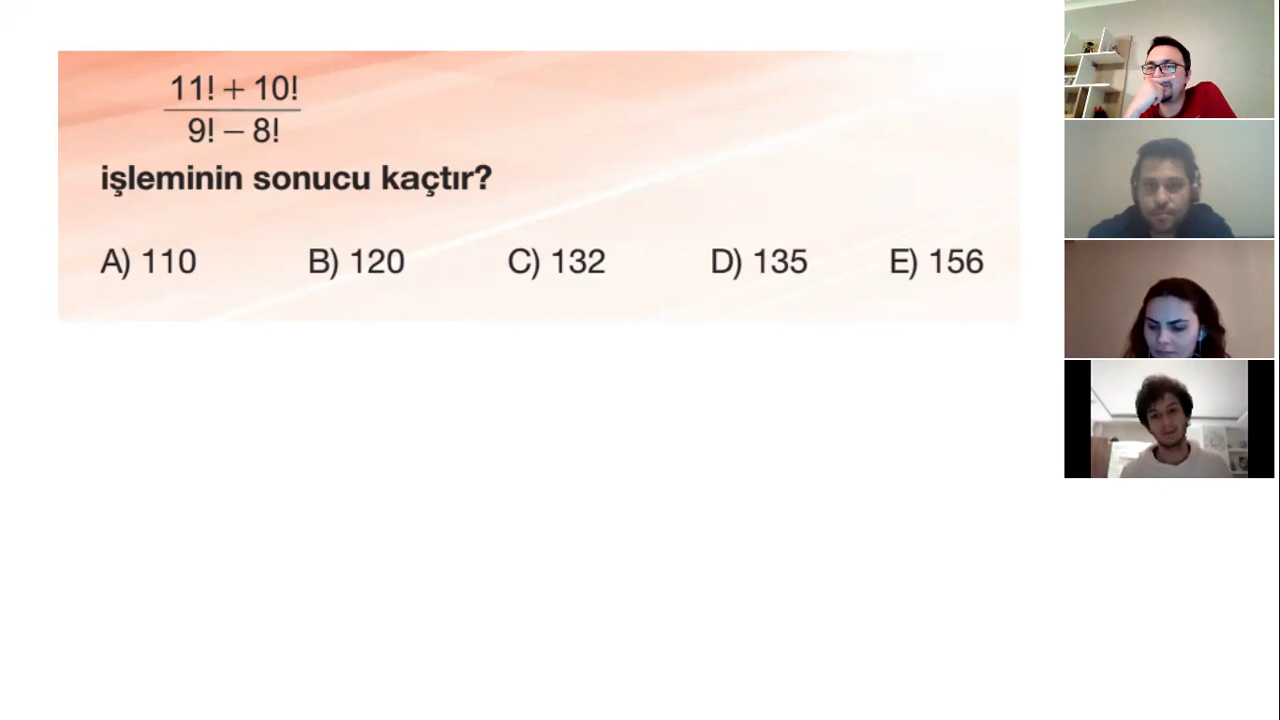 11! + 10!
9! – 8!
işleminin sonucu kaçtır?
A) 110 B) 120 C) 132 D) 135 E) 156